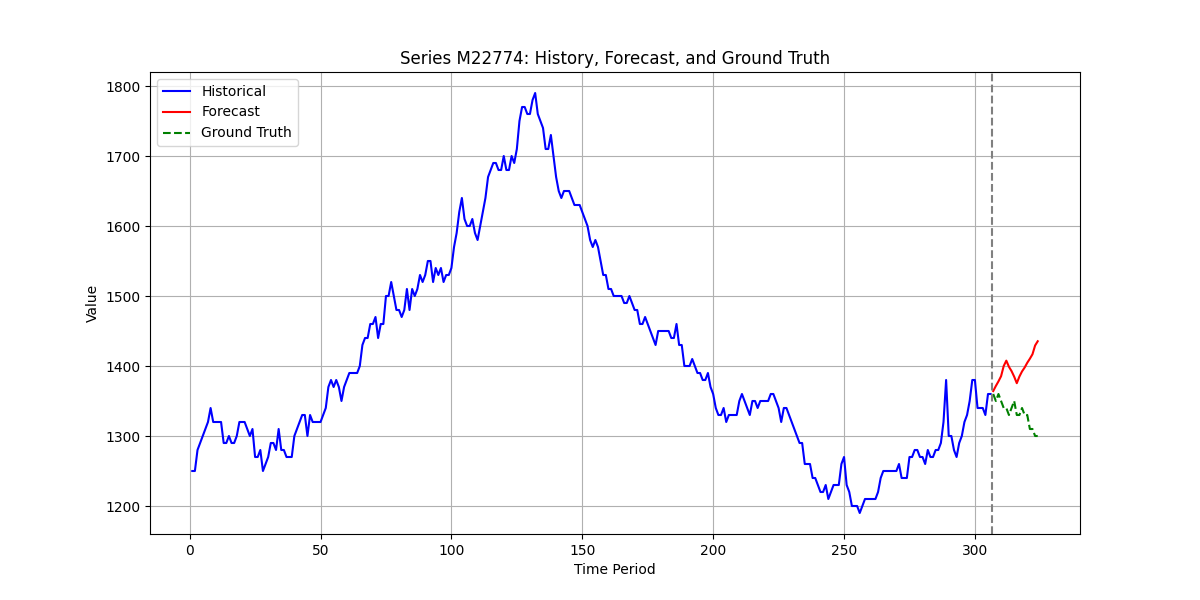 Series M22774: History, Forecast, and Ground Truth
Historical
Forecast
Ground Truth
Value
1800
1700
1600
1500
1400
1300
1200
0 50 100 150 200 250 300
Time Period